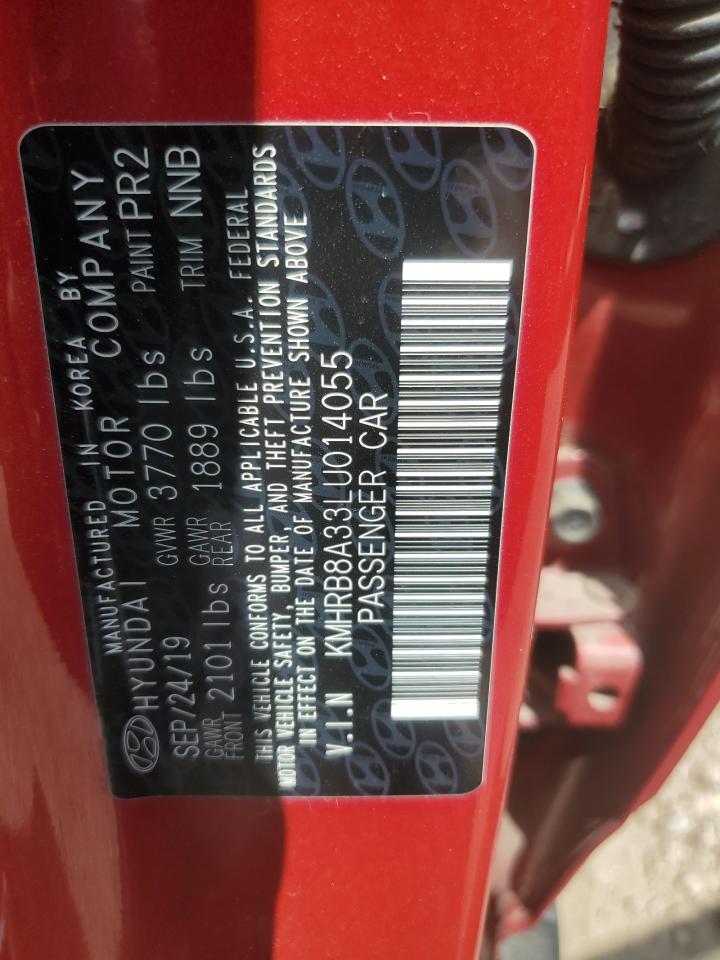 MANUFACTURED IN KOREA BY
HYUNDAI MOTOR COMPANY
SEP/24/19 GVWR 3770 lbs PAINT PR2
GAWR FRONT 2101 lbs GAWR REAR 1889 lbs TRIM NNB
THIS VEHICLE CONFORMS TO ALL APPLICABLE U.S.A. FEDERAL
MOTOR VEHICLE SAFETY, BUMPER, AND THEFT PREVENTION STANDARDS
IN EFFECT ON THE DATE OF MANUFACTURE SHOWN ABOVE
V.I.N KMHRB8A33LU014055
PASSENGER CAR